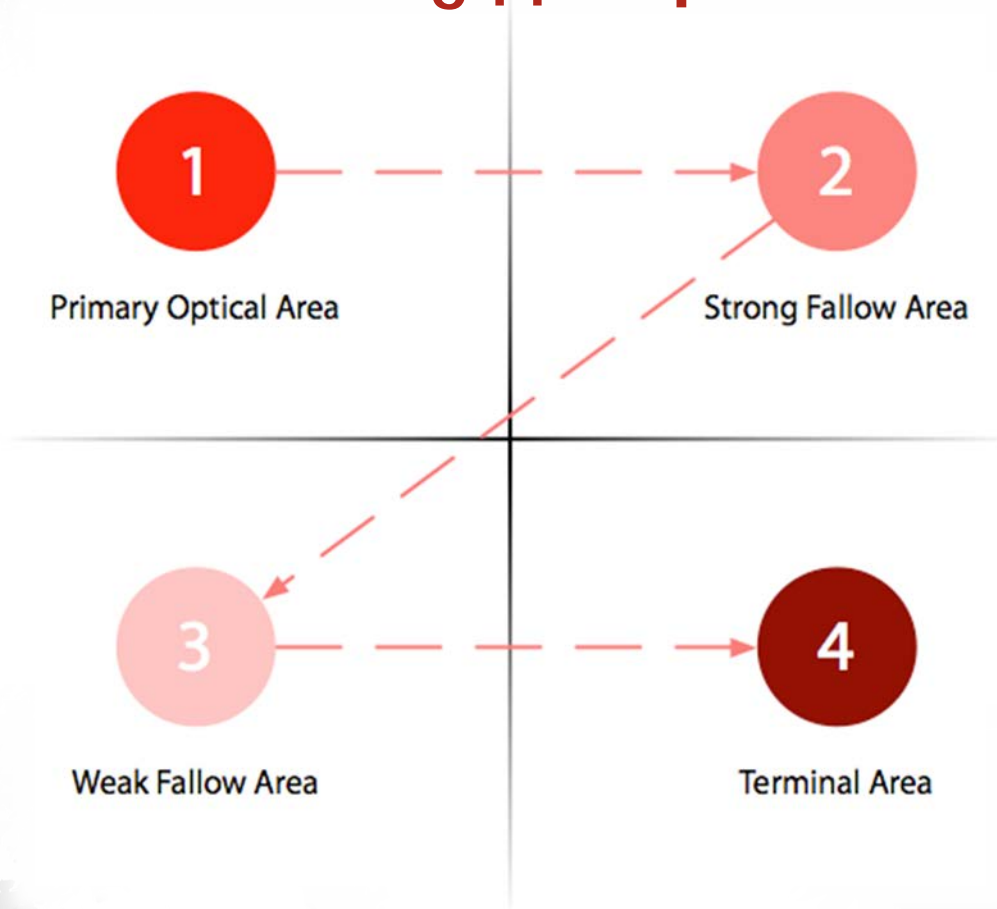 1
2
Primary Optical Area
Strong Fallow Area
3
4
Weak Fallow Area
Terminal Area